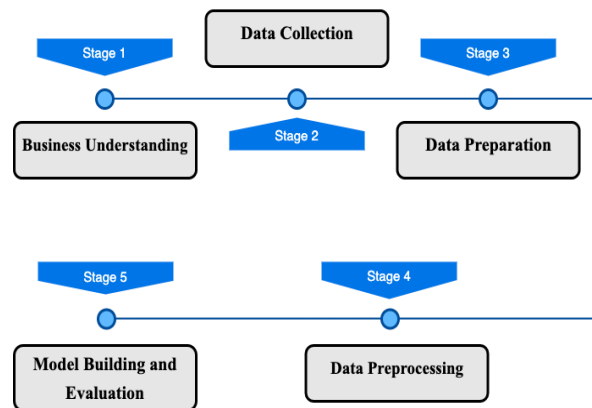 Data Collection
Stage 1
Stage 3
Stage 2
Business Understanding
Data Preparation
Stage 5
Stage 4
Model Building and
Evaluation
Data Preprocessing